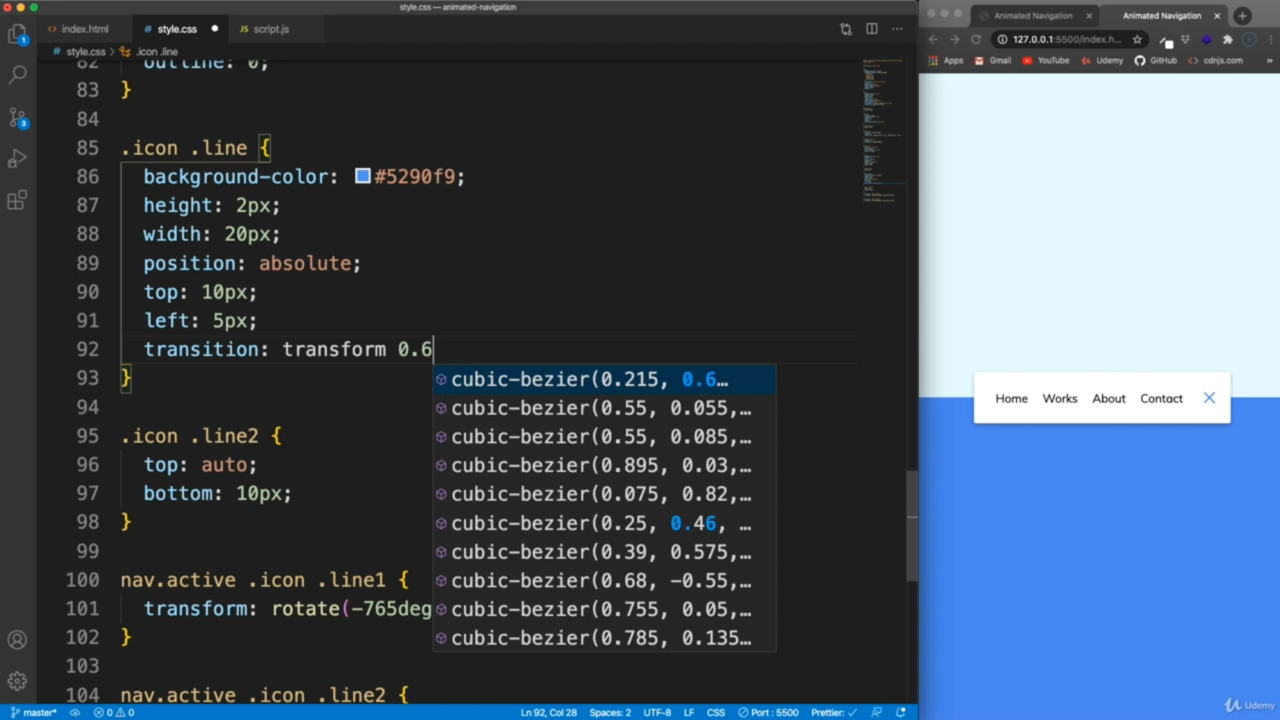 style.css — animated-navigation
index.html
# style.css
JS script.js
# style.css > .icon .line
82 outline: 0;
83 }
84
85 .icon .line {
86 background-color: #5290f9;
87 height: 2px;
88 width: 20px;
89 position: absolute;
90 top: 10px;
91 left: 5px;
92 transition: transform 0.6
93 }
cubic-bezier(0.215, 0.6…
94
cubic-bezier(0.55, 0.055,…
95 .icon .line2 {
cubic-bezier(0.55, 0.085,…
96 top: auto;
cubic-bezier(0.895, 0.03,…
97 bottom: 10px;
cubic-bezier(0.075, 0.82,…
98 }
cubic-bezier(0.25, 0.46, …
99
cubic-bezier(0.39, 0.575,…
100 nav.active .icon .line1 {
cubic-bezier(0.68, -0.55,…
101 transform: rotate(-765deg
cubic-bezier(0.755, 0.05,…
102 }
cubic-bezier(0.785, 0.135…
103
104 nav.active .icon .line2 {
1
3
master*
0 0
Ln 92, Col 28
Spaces: 2
UTF-8
LF
CSS
Port : 5500
Prettier: ✓
Animated Navigation
Animated Navigation
127.0.0.1:5500/index.h…
Apps
Gmail
YouTube
Udemy
GitHub
cdnjs.com
»
Home
Works
About
Contact
Udemy